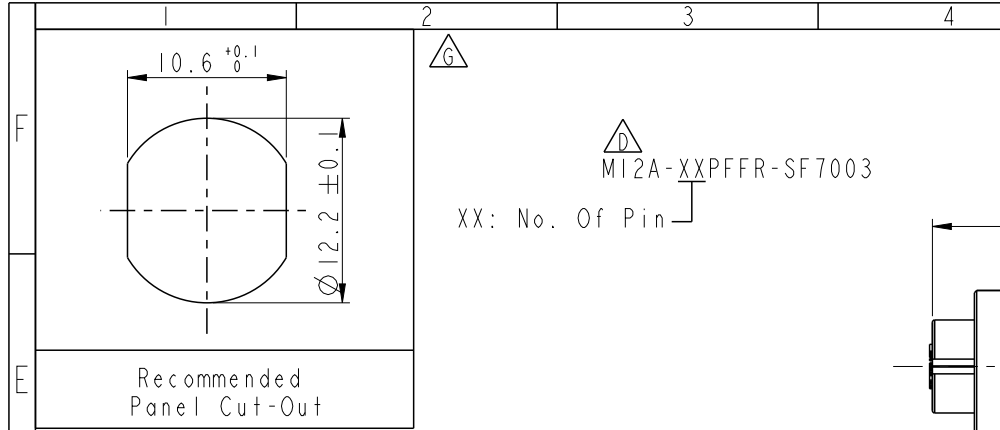 1 2 3 4
G
10.6 +0.1 0
F
D
Ø12.2 ±0.1
M12A-XXPFFR-SF7003
XX: No. Of Pin
E
Recommended
Panel Cut-Out